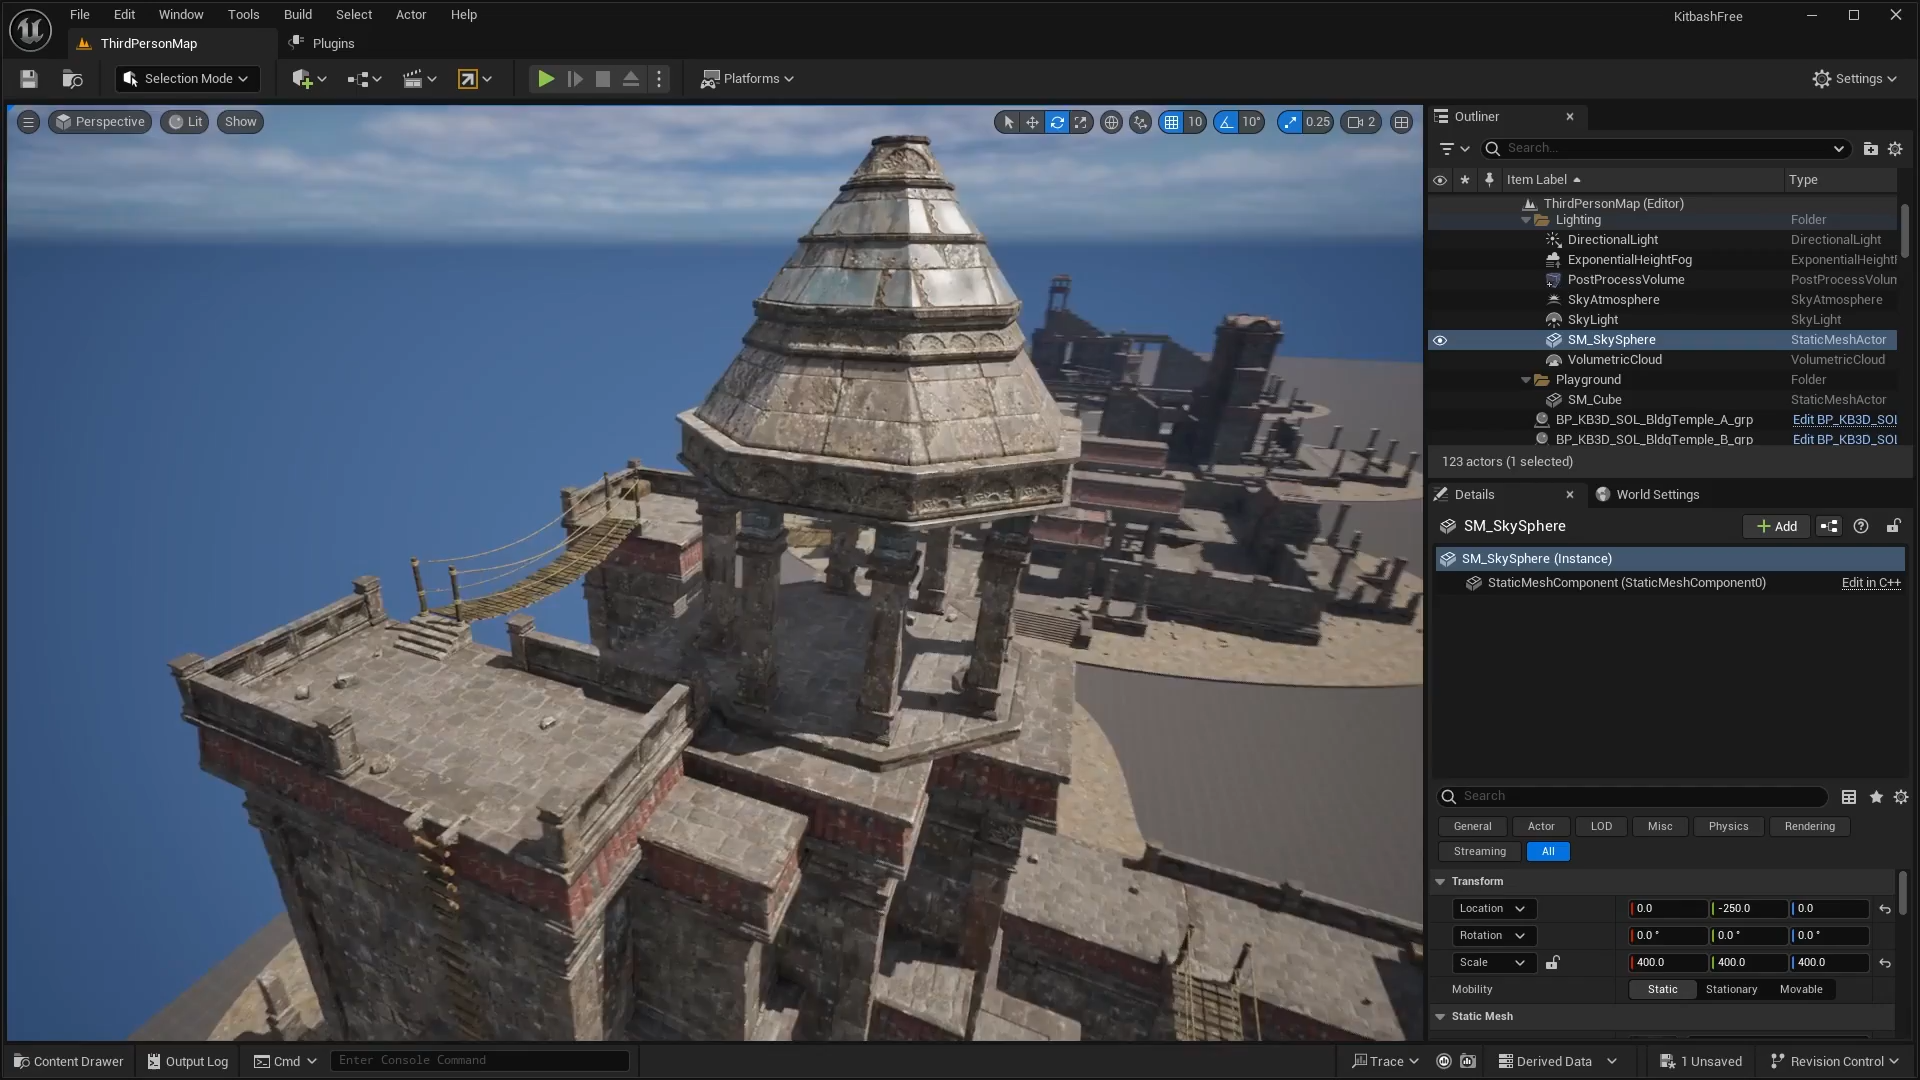 File Edit Window Tools Build Select Actor Help
KitbashFree
ThirdPersonMap
Plugins
Selection Mode
Platforms
Settings
Perspective
Lit
Show
10
10°
0.25
2
Outliner
Search...
Item Label
Type
ThirdPersonMap (Editor)
Lighting Folder
DirectionalLight DirectionalLight
ExponentialHeightFog ExponentialHeightF
PostProcessVolume PostProcessVolum
SkyAtmosphere SkyAtmosphere
SkyLight SkyLight
SM_SkySphere StaticMeshActor
VolumetricCloud VolumetricCloud
Playground Folder
SM_Cube StaticMeshActor
BP_KB3D_SOL_BldgTemple_A_grp Edit BP_KB3D_SOL
BP_KB3D_SOL_BldgTemple_B_grp Edit BP_KB3D_SOL
123 actors (1 selected)
Details
World Settings
SM_SkySphere
Add
SM_SkySphere (Instance)
StaticMeshComponent (StaticMeshComponent0) Edit in C++
Search
General Actor LOD Misc Physics Rendering
Streaming All
Transform
Location 0.0 -250.0 0.0
Rotation 0.0° 0.0° 0.0°
Scale 400.0 400.0 400.0
Mobility Static Stationary Movable
Static Mesh
Content Drawer
Output Log
Cmd
Enter Console Command
Trace
Derived Data
1 Unsaved
Revision Control